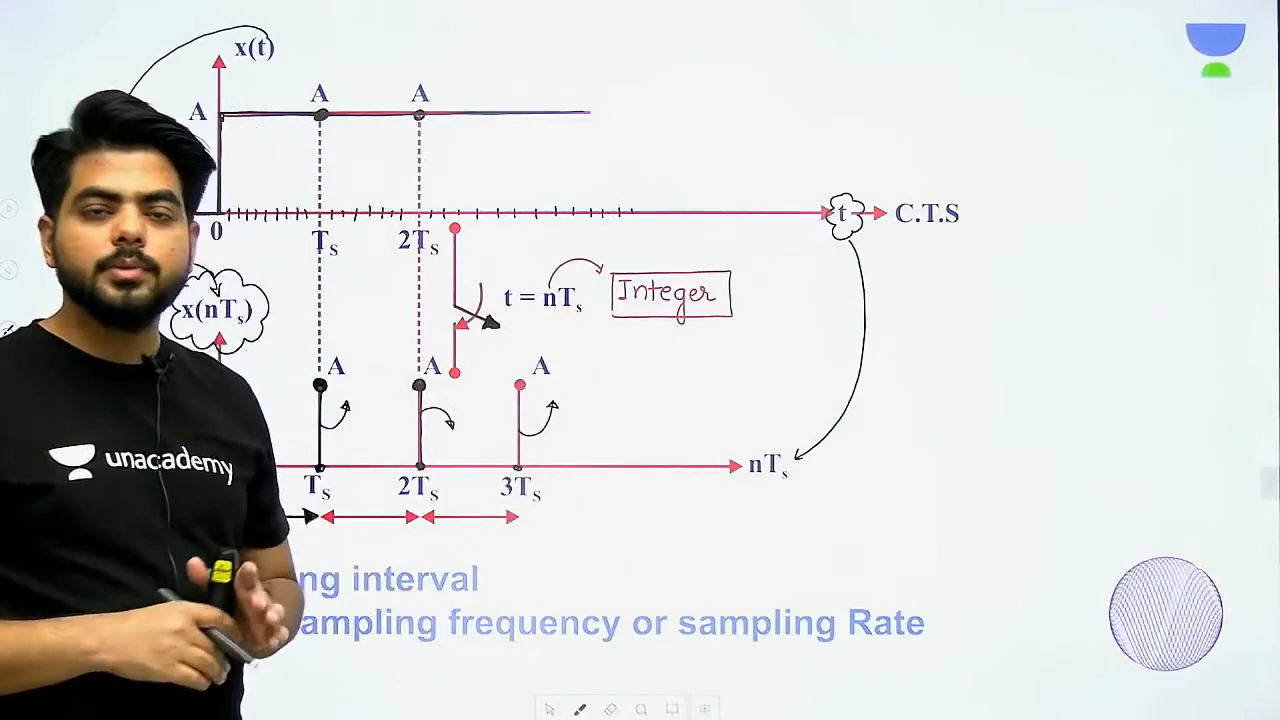 x(t)
A A A
t C.T.S
0 Ts 2Ts
t = nTs Integer
x(nTs)
A A A
nTs
Ts 2Ts 3Ts
unacademy
ng interval
ampling frequency or sampling Rate